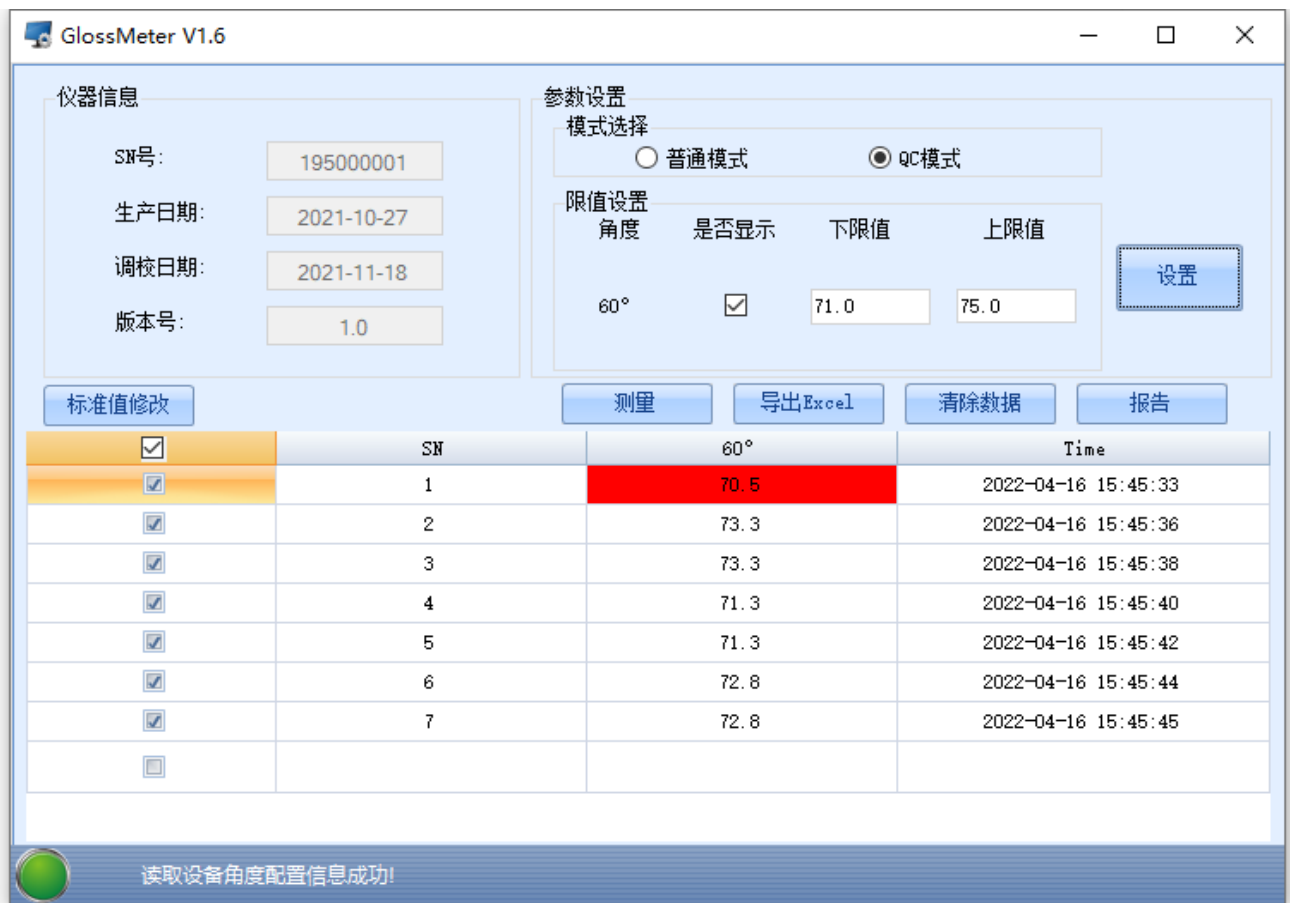 GlossMeter V1.6
仪器信息
SN号:
195000001
生产日期:
2021-10-27
调校日期:
2021-11-18
版本号:
1.0
参数设置
模式选择
普通模式
QC模式
限值设置
角度 是否显示 下限值 上限值
60° 71.0 75.0
设置
标准值修改 测量 导出Excel 清除数据 报告
SN 60° Time
1 70.5 2022-04-16 15:45:33
2 73.3 2022-04-16 15:45:36
3 73.3 2022-04-16 15:45:38
4 71.3 2022-04-16 15:45:40
5 71.3 2022-04-16 15:45:42
6 72.8 2022-04-16 15:45:44
7 72.8 2022-04-16 15:45:45
读取设备角度配置信息成功!